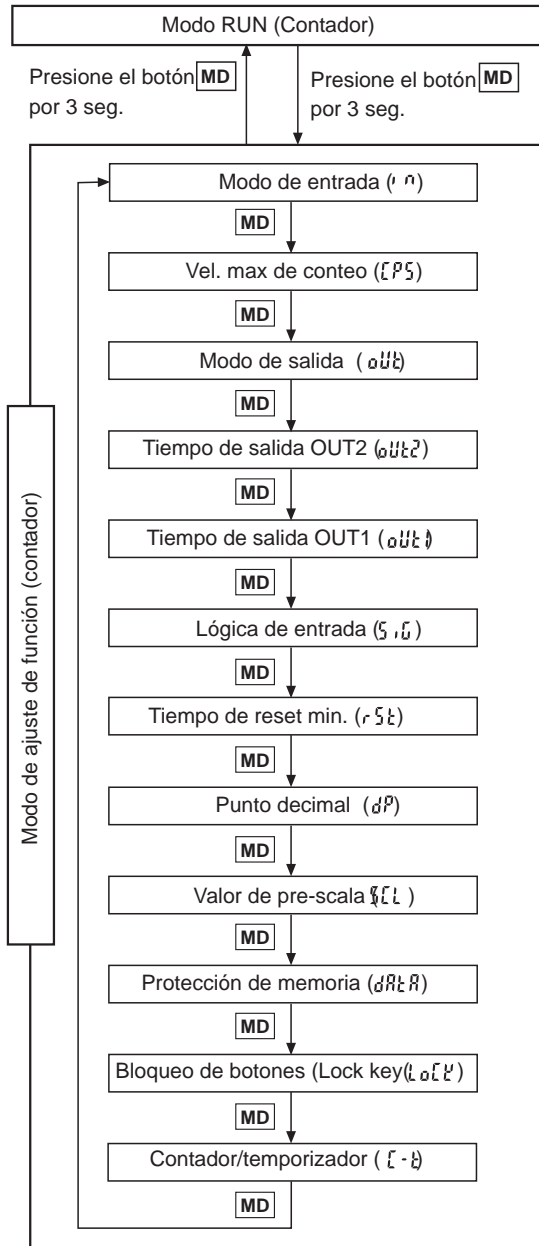 Modo RUN (Contador)
Presione el botón MD
por 3 seg.
Presione el botón MD
por 3 seg.
Modo de ajuste de función (contador)
Modo de entrada (in)
MD
Vel. max de conteo (CPS)
MD
Modo de salida (oUt)
MD
Tiempo de salida OUT2 (oUt2)
MD
Tiempo de salida OUT1 (oUt1)
MD
Lógica de entrada (SiG)
MD
Tiempo de reset min. (rSt)
MD
Punto decimal (dP)
MD
Valor de pre-scala (SCL)
MD
Protección de memoria (dAtA)
MD
Bloqueo de botones (Lock key(LoCK)
MD
Contador/temporizador (C-t)
MD